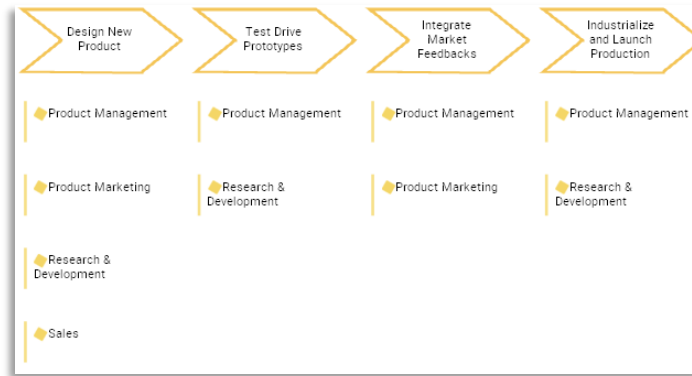 Design New
Product
Test Drive
Prototypes
Integrate
Market
Feedbacks
Industrialize
and Launch
Production
Product Management
Product Management
Product Management
Product Management
Product Marketing
Research &
Development
Product Marketing
Research &
Development
Research &
Development
Sales